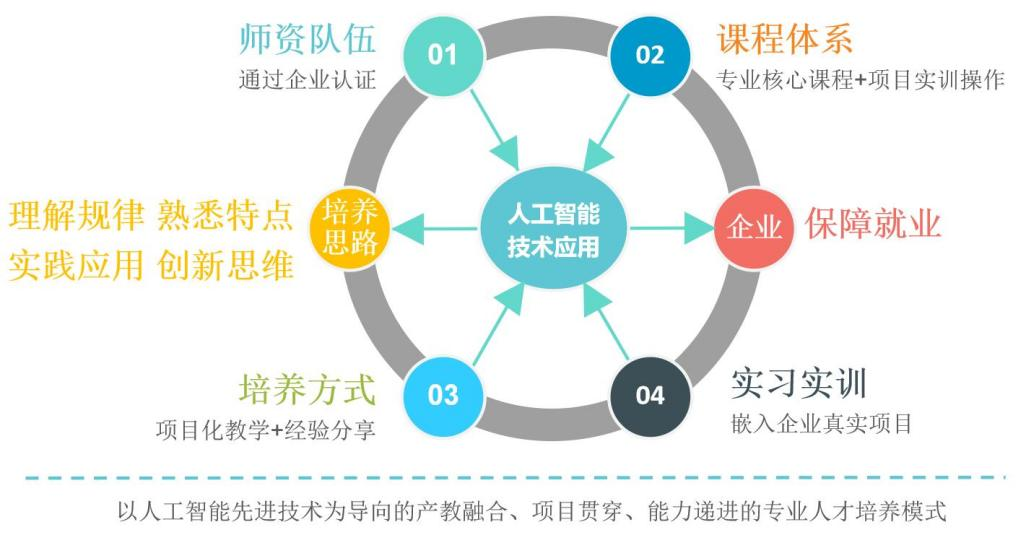 师资队伍
通过企业认证
01
02
课程体系
专业核心课程+项目实训操作
理解规律 熟悉特点
实践应用 创新思维
培养
思路
人工智能
技术应用
企业
保障就业
培养方式
项目化教学+经验分享
03
04
实习实训
嵌入企业真实项目
以人工智能先进技术为导向的产教融合、项目贯穿、能力递进的专业人才培养模式